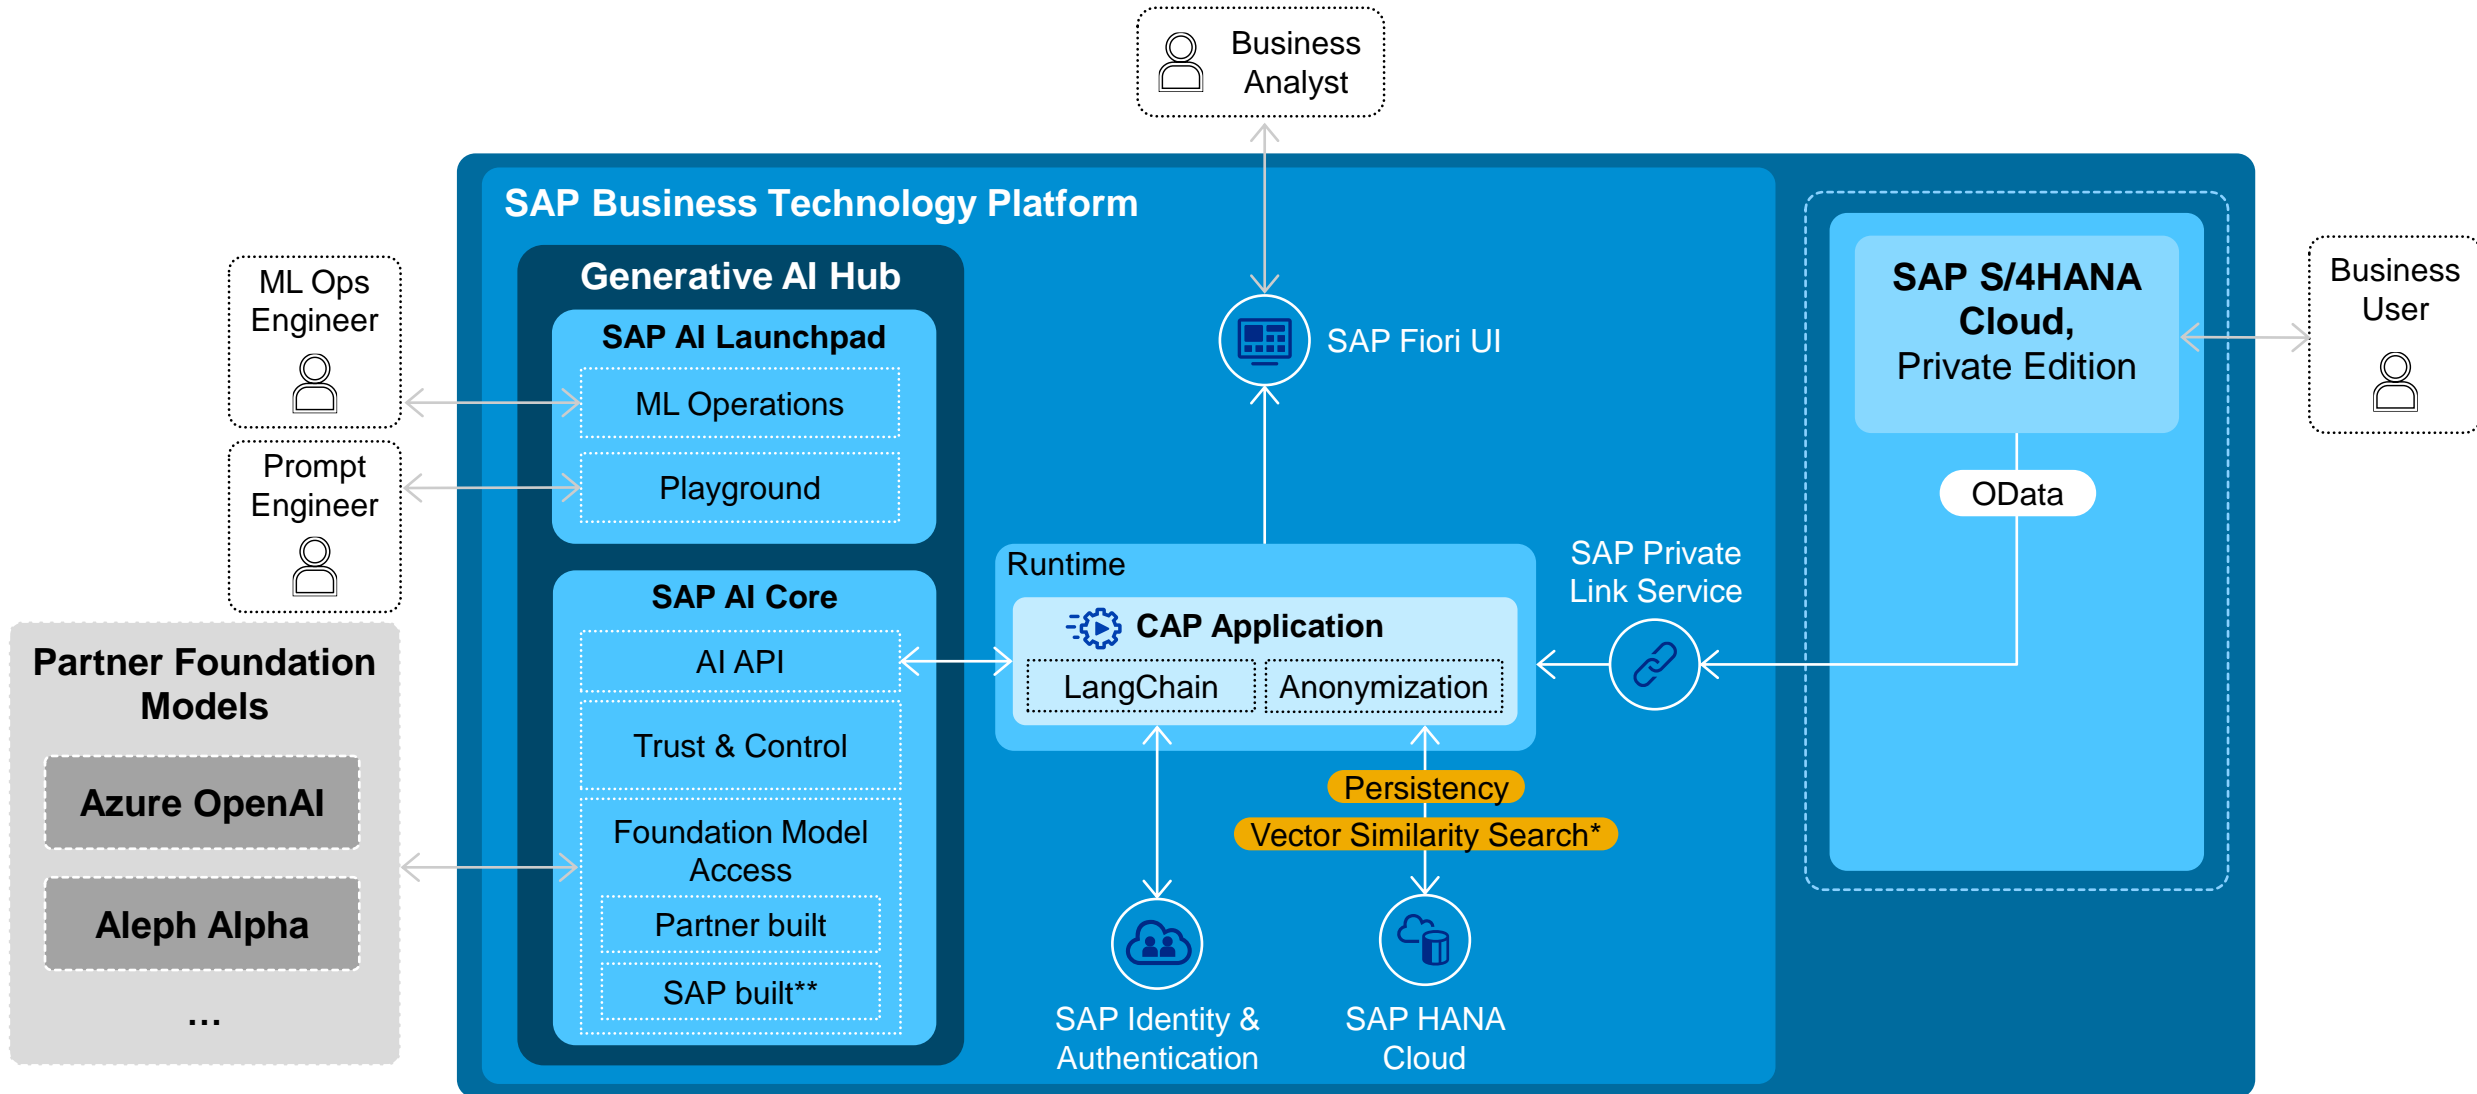 Business
Analyst
SAP Business Technology Platform
Generative AI Hub
SAP AI Launchpad
ML Operations
Playground
ML Ops
Engineer
Prompt
Engineer
Partner Foundation
Models
Azure OpenAI
Aleph Alpha
...
SAP AI Core
AI API
Trust & Control
Foundation Model
Access
Partner built
SAP built**
SAP Fiori UI
Runtime
CAP Application
LangChain
Anonymization
Persistency
Vector Similarity Search*
SAP Identity &
Authentication
SAP HANA
Cloud
SAP Private
Link Service
SAP S/4HANA
Cloud,
Private Edition
OData
Business
User